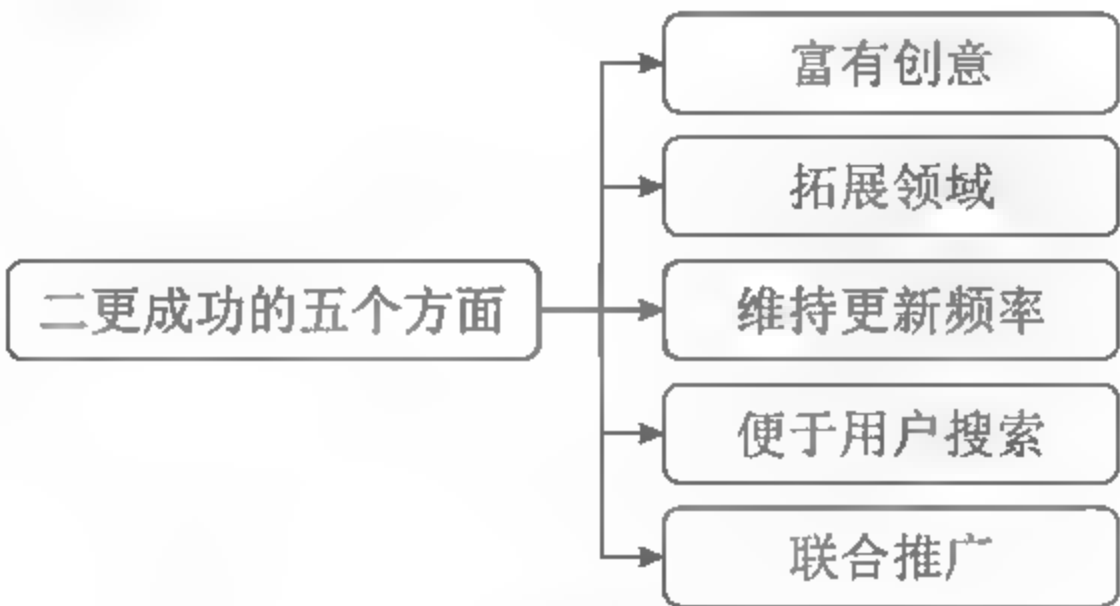 富有创意
拓展领域
二更成功的五个方面
维持更新频率
便于用户搜索
联合推广